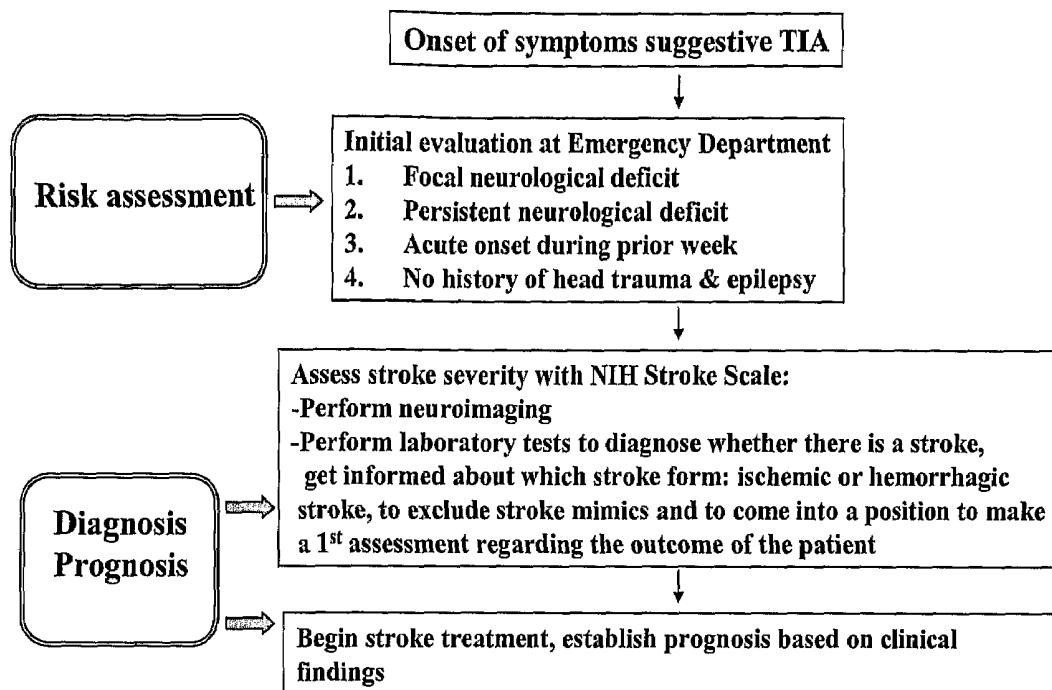 Onset of symptoms suggestive TIA
Risk assessment
Initial evaluation at Emergency Department
1. Focal neurological deficit
2. Persistent neurological deficit
3. Acute onset during prior week
4. No history of head trauma & epilepsy
Diagnosis
Prognosis
Assess stroke severity with NIH Stroke Scale:
-Perform neuroimaging
-Perform laboratory tests to diagnose whether there is a stroke,
get informed about which stroke form: ischemic or hemorrhagic
stroke, to exclude stroke mimics and to come into a position to make
a 1st assessment regarding the outcome of the patient
Begin stroke treatment, establish prognosis based on clinical
findings